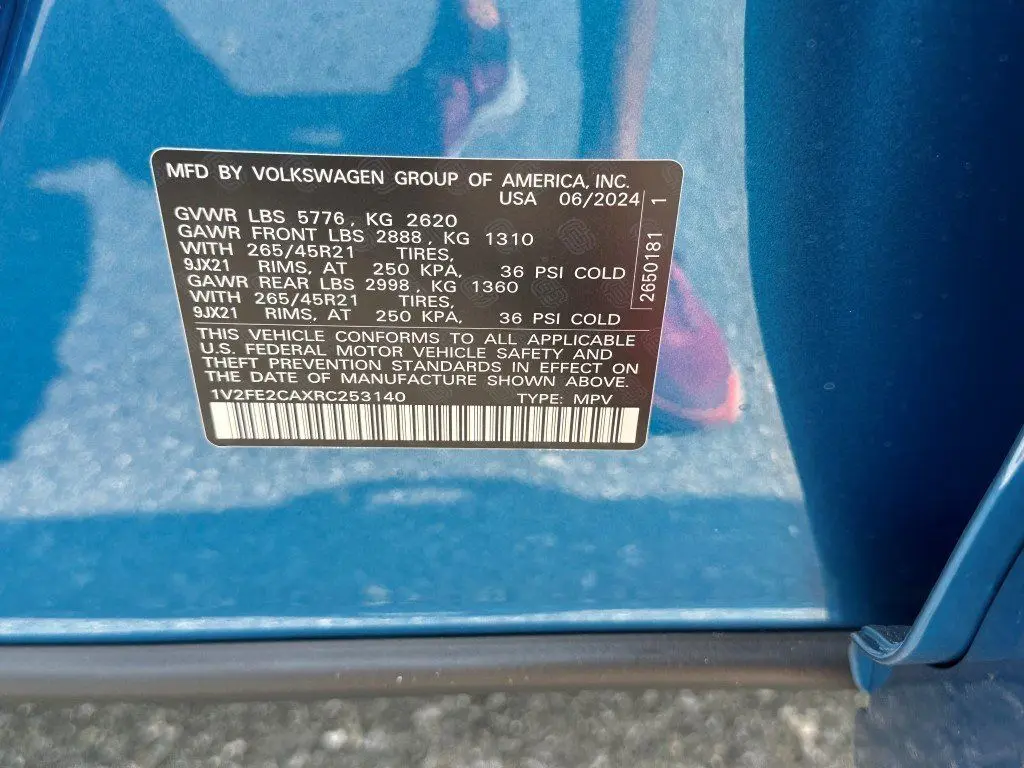 MFD BY VOLKSWAGEN GROUP OF AMERICA, INC.
USA 06/2024
GVWR LBS 5776, KG 2620
GAWR FRONT LBS 2888, KG 1310
WITH 265/45R21 TIRES,
9JX21 RIMS, AT 250 KPA, 36 PSI COLD
GAWR REAR LBS 2998, KG 1360
WITH 265/45R21 TIRES,
9JX21 RIMS, AT 250 KPA, 36 PSI COLD
2650181 1
THIS VEHICLE CONFORMS TO ALL APPLICABLE
U.S. FEDERAL MOTOR VEHICLE SAFETY AND
THEFT PREVENTION STANDARDS IN EFFECT ON
THE DATE OF MANUFACTURE SHOWN ABOVE.
1V2FE2CAXRC253140 TYPE: MPV